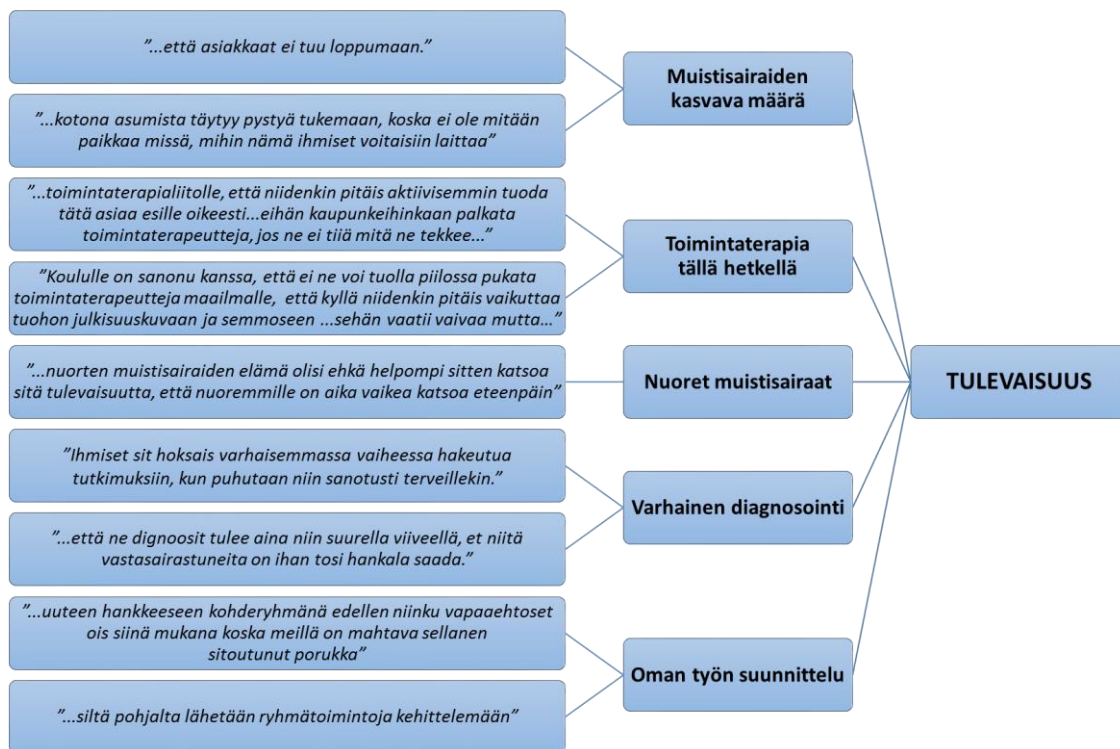 "...että asiakkaat ei tuu loppumaan."
"...kotona asumista täytyy pystyä tukemaan, koska ei ole mitään
paikkaa missä, mihin nämä ihmiset voitaisiin laittaa"
Muistisairaiden
kasvava määrä
"...toimintaterapialiitolle, että niidenkin pitäis aktiivisemmin tuoda
tätä asiaa esille oikeesti...eihän kaupunkeihinkaan palkata
toimintaterapeutteja, jos ne ei tiiä mitä ne tekkee..."
"Koululle on sanonu kanssa, että ei ne voi tuolla piilossa pukata
toimintaterapeutteja maailmalle, että kyllä niidenkin pitäis vaikuttaa
tuohon julkisuuskuvaan ja semmoseen ...sehän vaatii vaivaa mutta..."
Toimintaterapia
tällä hetkellä
"...nuorten muistisairaiden elämä olisi ehkä helpompi sitten katsoa
sitä tulevaisuutta, että nuoremmille on aika vaikea katsoa eteenpäin"
Nuoret muistisairaat
"Ihmiset sit hoksais varhaisemmassa vaiheessa hakeutua
tutkimuksiin, kun puhutaan niin sanotusti terveillekin."
"...että ne dignoosit tulee aina niin suurella viiveellä, et niitä
vastasairastuneita on ihan tosi hankala saada."
Varhainen diagnosointi
"...uuteen hankkeeseen kohderyhmänä edellen niinku vapaaehtoset
ois siinä mukana koska meillä on mahtava sellanen
sitoutunut porukka"
"...siltä pohjalta lähetään ryhmätoimintoja kehittelemään"
Oman työn suunnittelu
TULEVAISUUS